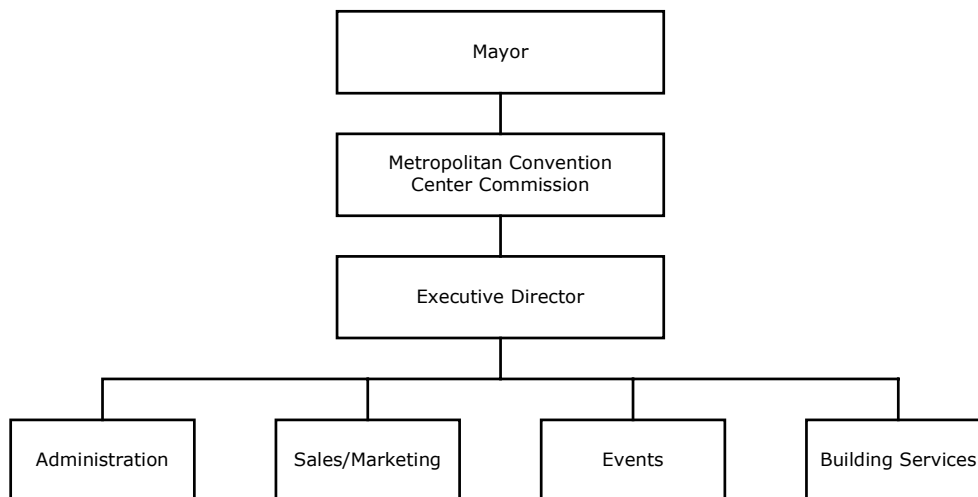 Mayor
Metropolitan Convention
Center Commission
Executive Director
Administration
Sales/Marketing
Events
Building Services